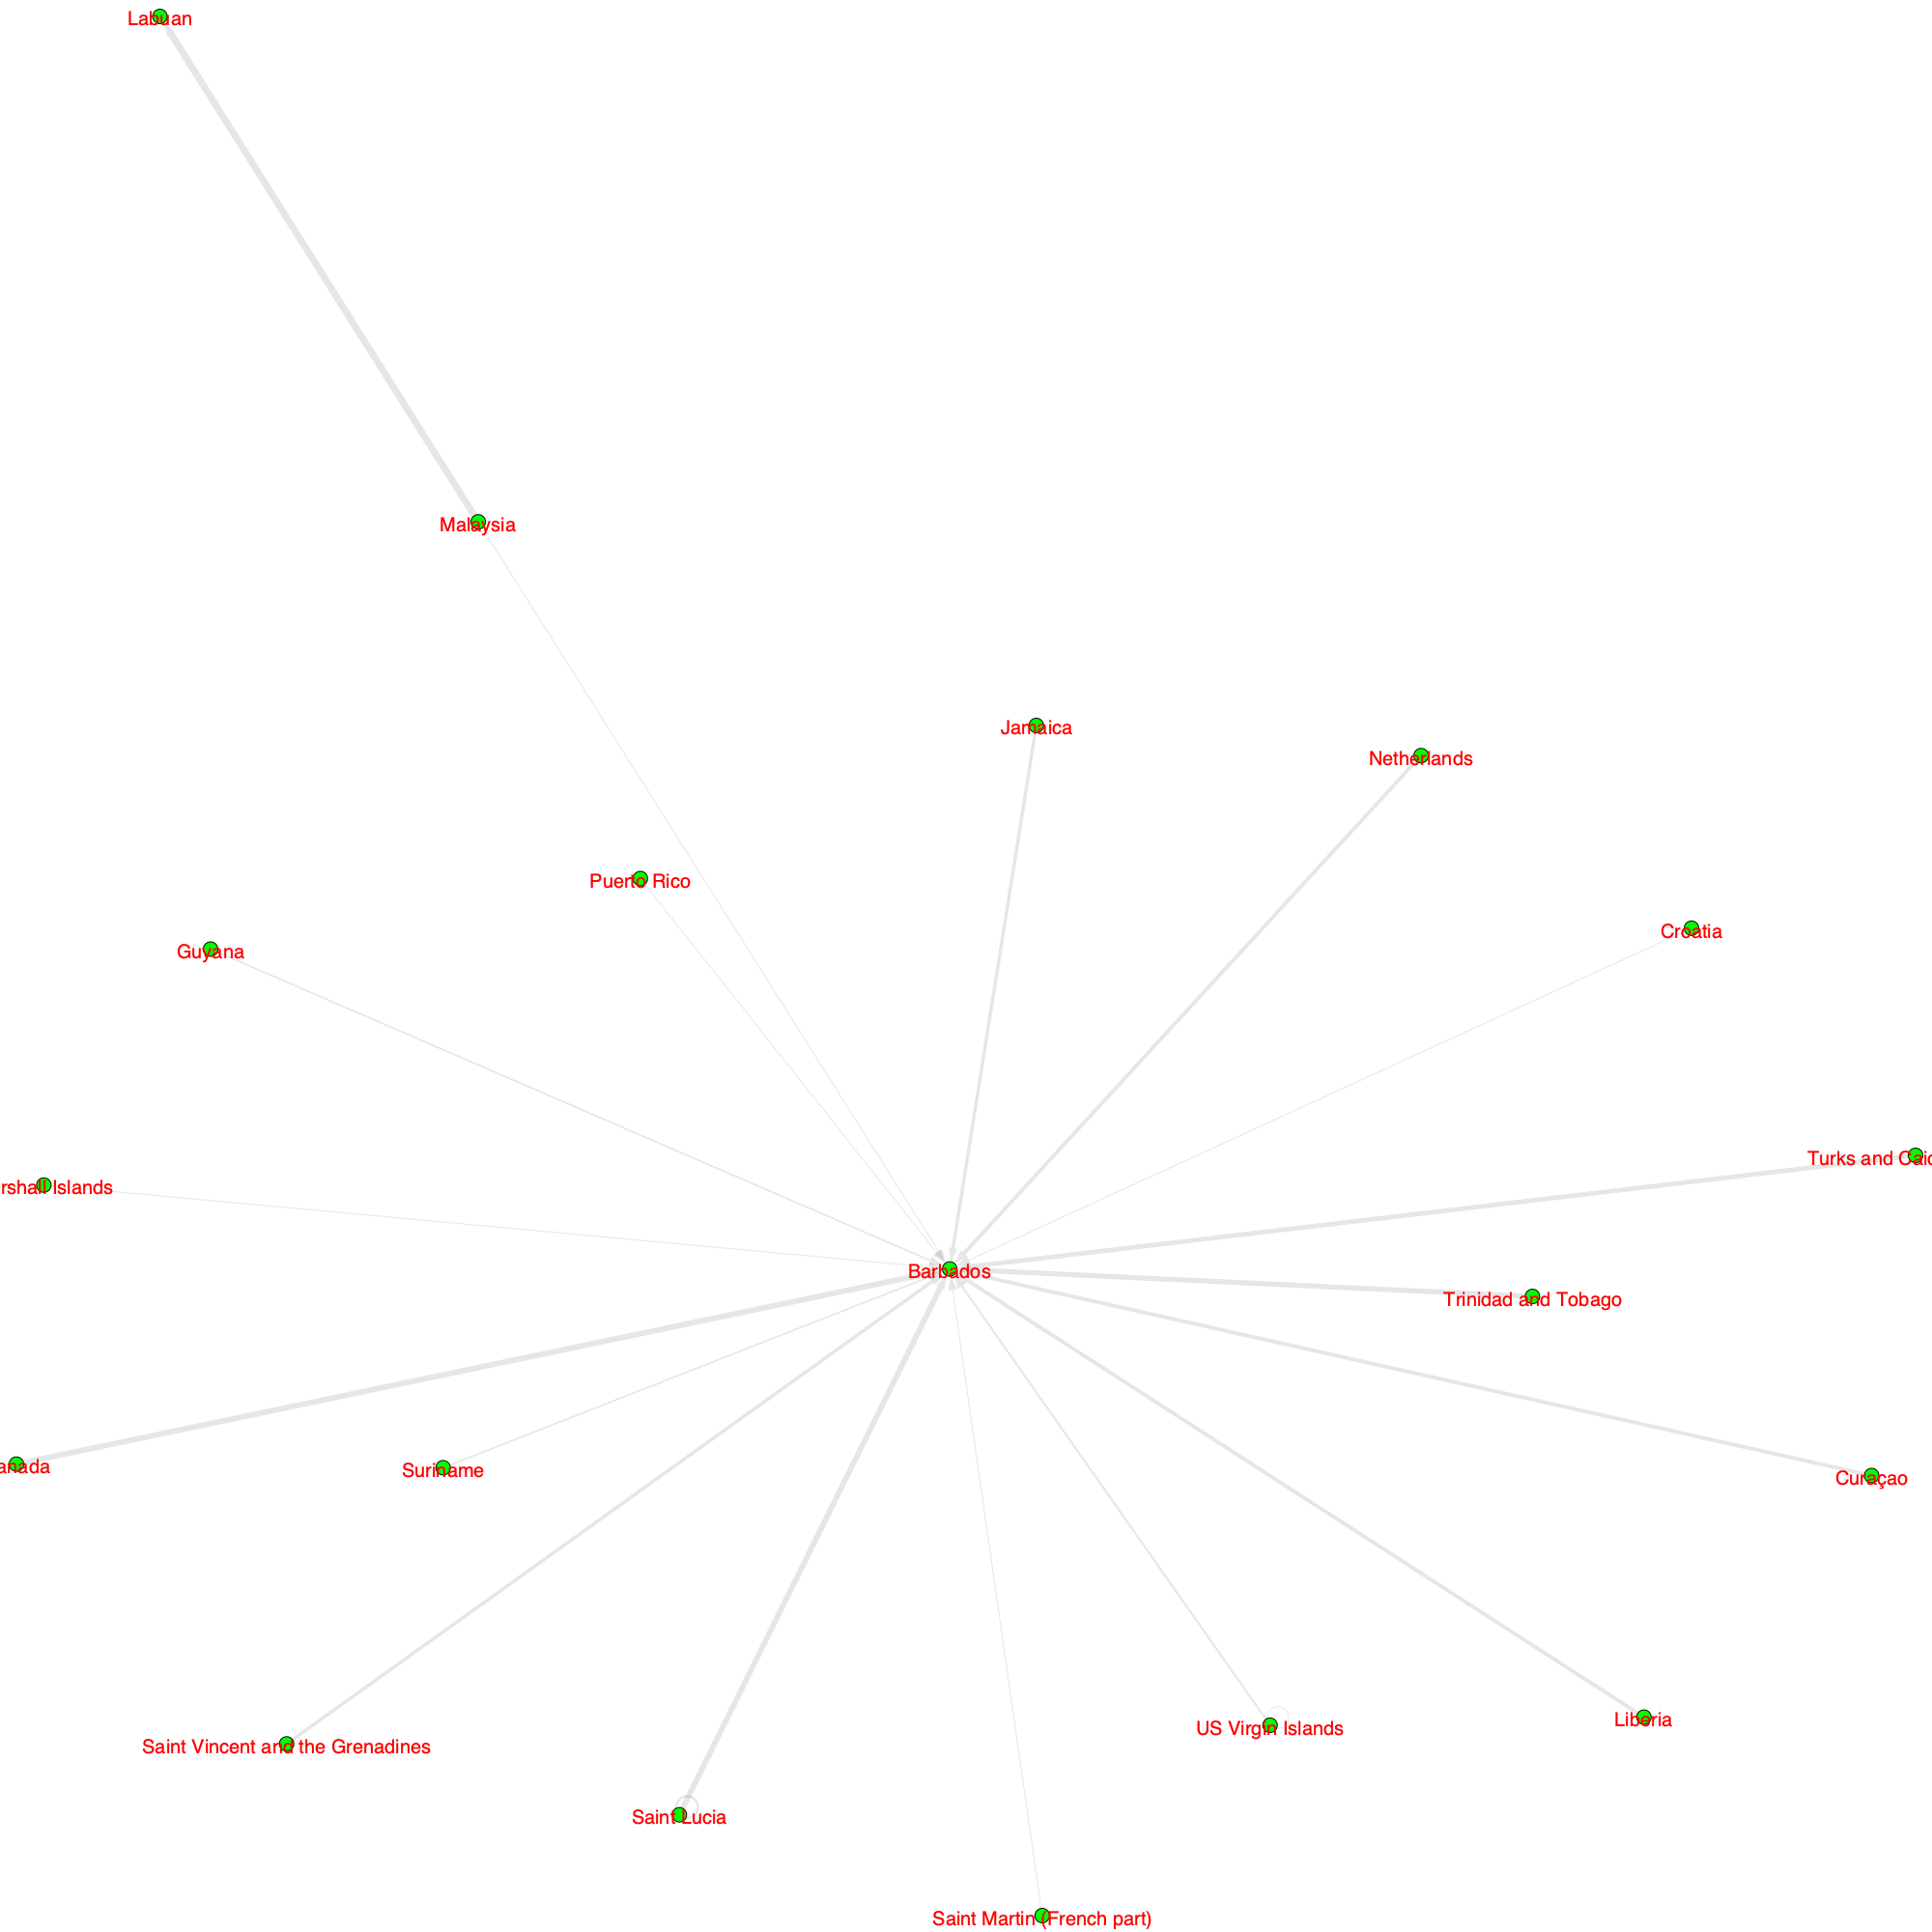 Labuan
Malaysia
Jamaica
Netherlands
Puerto Rico
Croatia
Guyana
Turks and Caic
rshall Islands
Barbados
Trinidad and Tobago
anada
Suriname
Curaçao
Liberia
US Virgin Islands
Saint Vincent and the Grenadines
Saint Lucia
Saint Martin (French part)